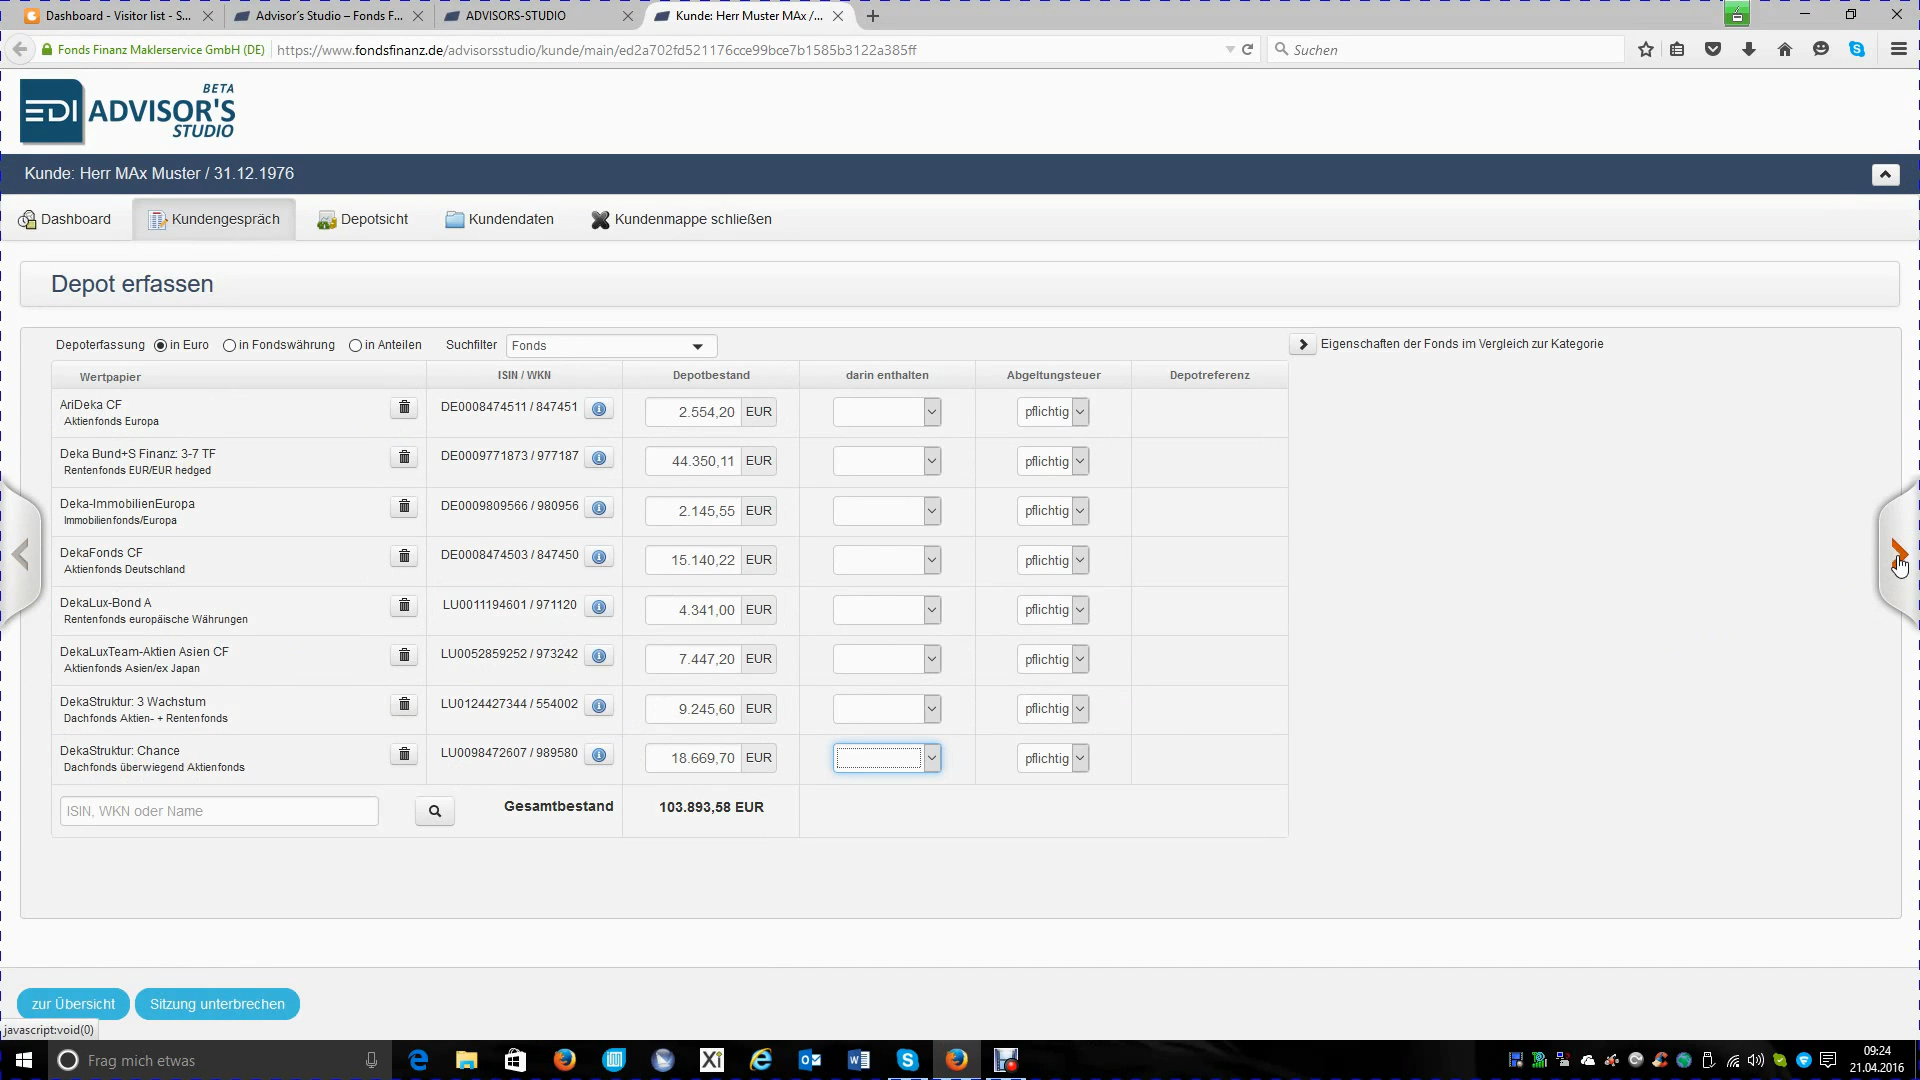 Dashboard - Visitor list - S...
Advisor´s Studio – Fonds F...
ADVISORS-STUDIO
Kunde: Herr Muster MAx /...
Fonds Finanz Maklerservice GmbH (DE)
https://www.fondsfinanz.de/advisorsstudio/kunde/main/ed2a702fd521176cce99bce7b1585b3122a385ff
Suchen
EDI ADVISOR'S STUDIO BETA
Kunde: Herr MAx Muster / 31.12.1976
Dashboard
Kundengespräch
Depotsicht
Kundendaten
Kundenmappe schließen
Depot erfassen
Depoterfassung in Euro in Fondswährung in Anteilen Suchfilter Fonds
Eigenschaften der Fonds im Vergleich zur Kategorie
Wertpapier ISIN / WKN Depotbestand darin enthalten Abgeltungsteuer Depotreferenz
AriDeka CF DE0008474511 / 847451 2.554,20 EUR pflichtig
Aktienfonds Europa
Deka Bund+S Finanz: 3-7 TF DE0009771873 / 977187 44.350,11 EUR pflichtig
Rentenfonds EUR/EUR hedged
Deka-ImmobilienEuropa DE0009809566 / 980956 2.145,55 EUR pflichtig
Immobilienfonds/Europa
DekaFonds CF DE0008474503 / 847450 15.140,22 EUR pflichtig
Aktienfonds Deutschland
DekaLux-Bond A LU0011194601 / 971120 4.341,00 EUR pflichtig
Rentenfonds europäische Währungen
DekaLuxTeam-Aktien Asien CF LU0052859252 / 973242 7.447,20 EUR pflichtig
Aktienfonds Asien/ex Japan
DekaStruktur: 3 Wachstum LU0124427344 / 554002 9.245,60 EUR pflichtig
Dachfonds Aktien- + Rentenfonds
DekaStruktur: Chance LU0098472607 / 989580 18.669,70 EUR pflichtig
Dachfonds überwiegend Aktienfonds
ISIN, WKN oder Name Gesamtbestand 103.893,58 EUR
zur Übersicht
Sitzung unterbrechen
javascript:void(0)
Frag mich etwas
09:24
21.04.2016